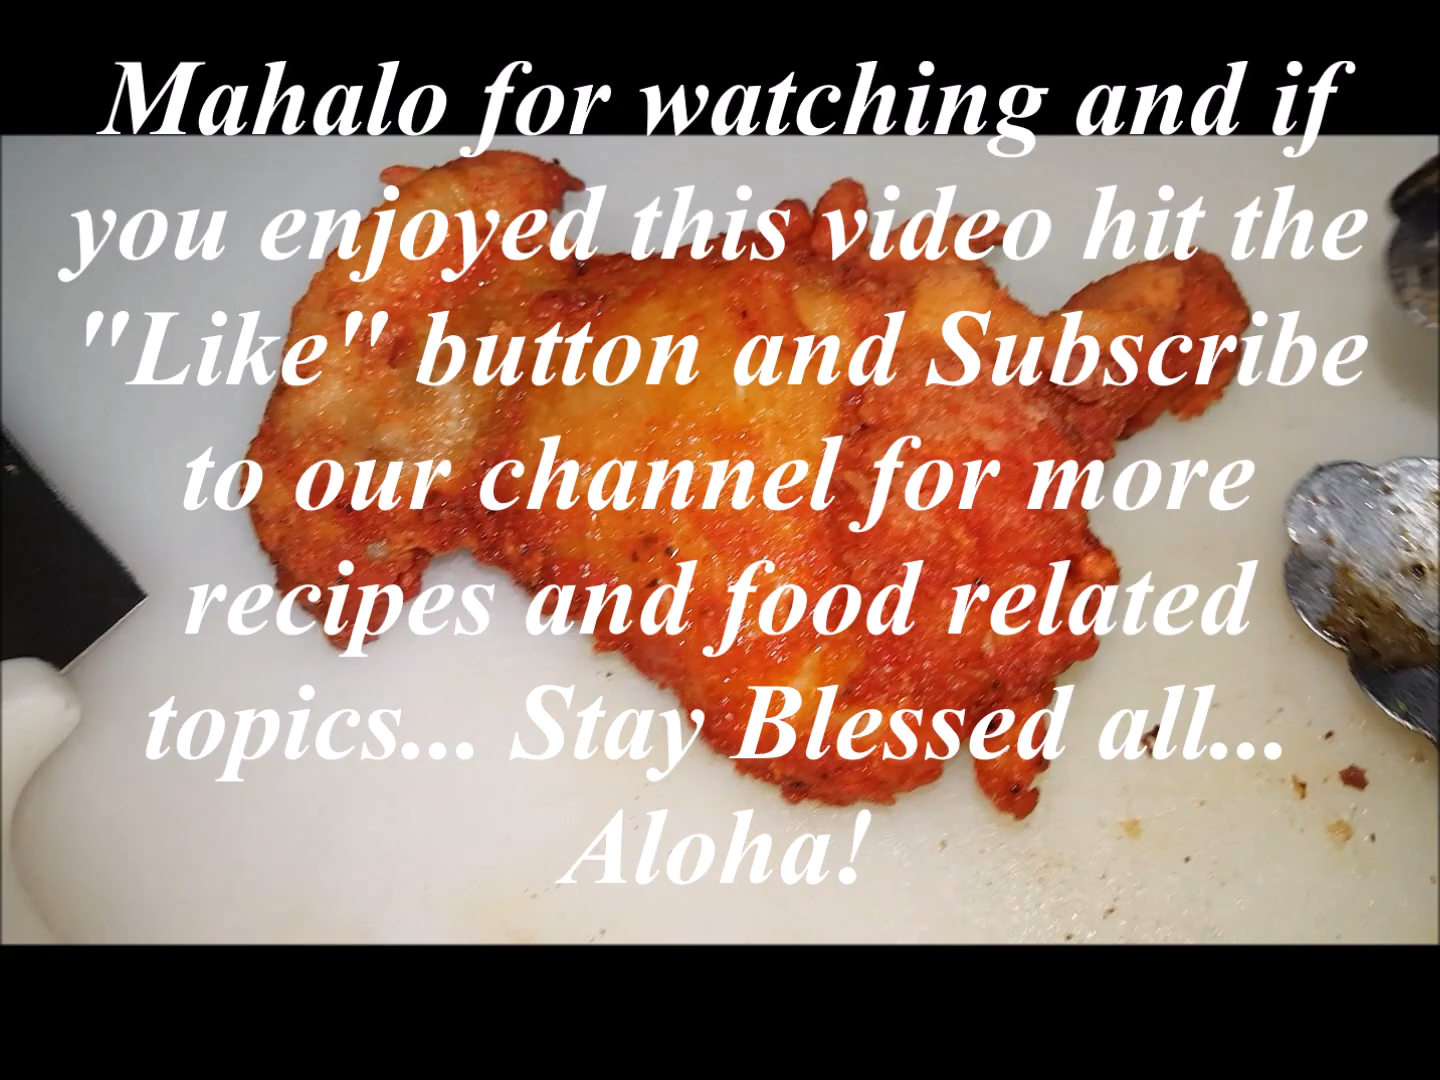 Mahalo for watching and if
you enjoyed this video hit the
"Like" button and Subscribe
to our channel for more
recipes and food related
topics... Stay Blessed all...
Aloha!